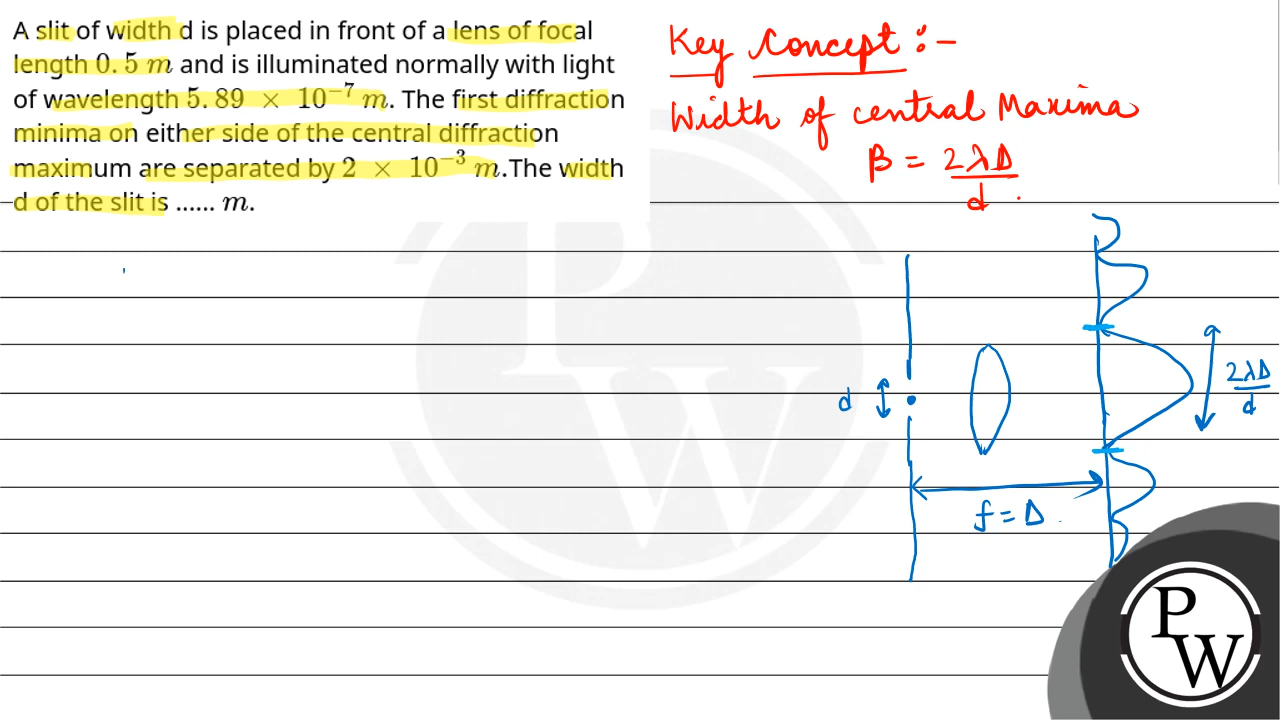 A slit of width d is placed in front of a lens of focal
length 0.5 m and is illuminated normally with light
of wavelength 5.89 × 10⁻⁷ m. The first diffraction
minima on either side of the central diffraction
maximum are separated by 2 × 10⁻³ m.The width
d of the slit is ...... m.
Key Concept :-
Width of central Maxima
β = 2λD/d.
d
2λD/d
f = D.
P
W
PW